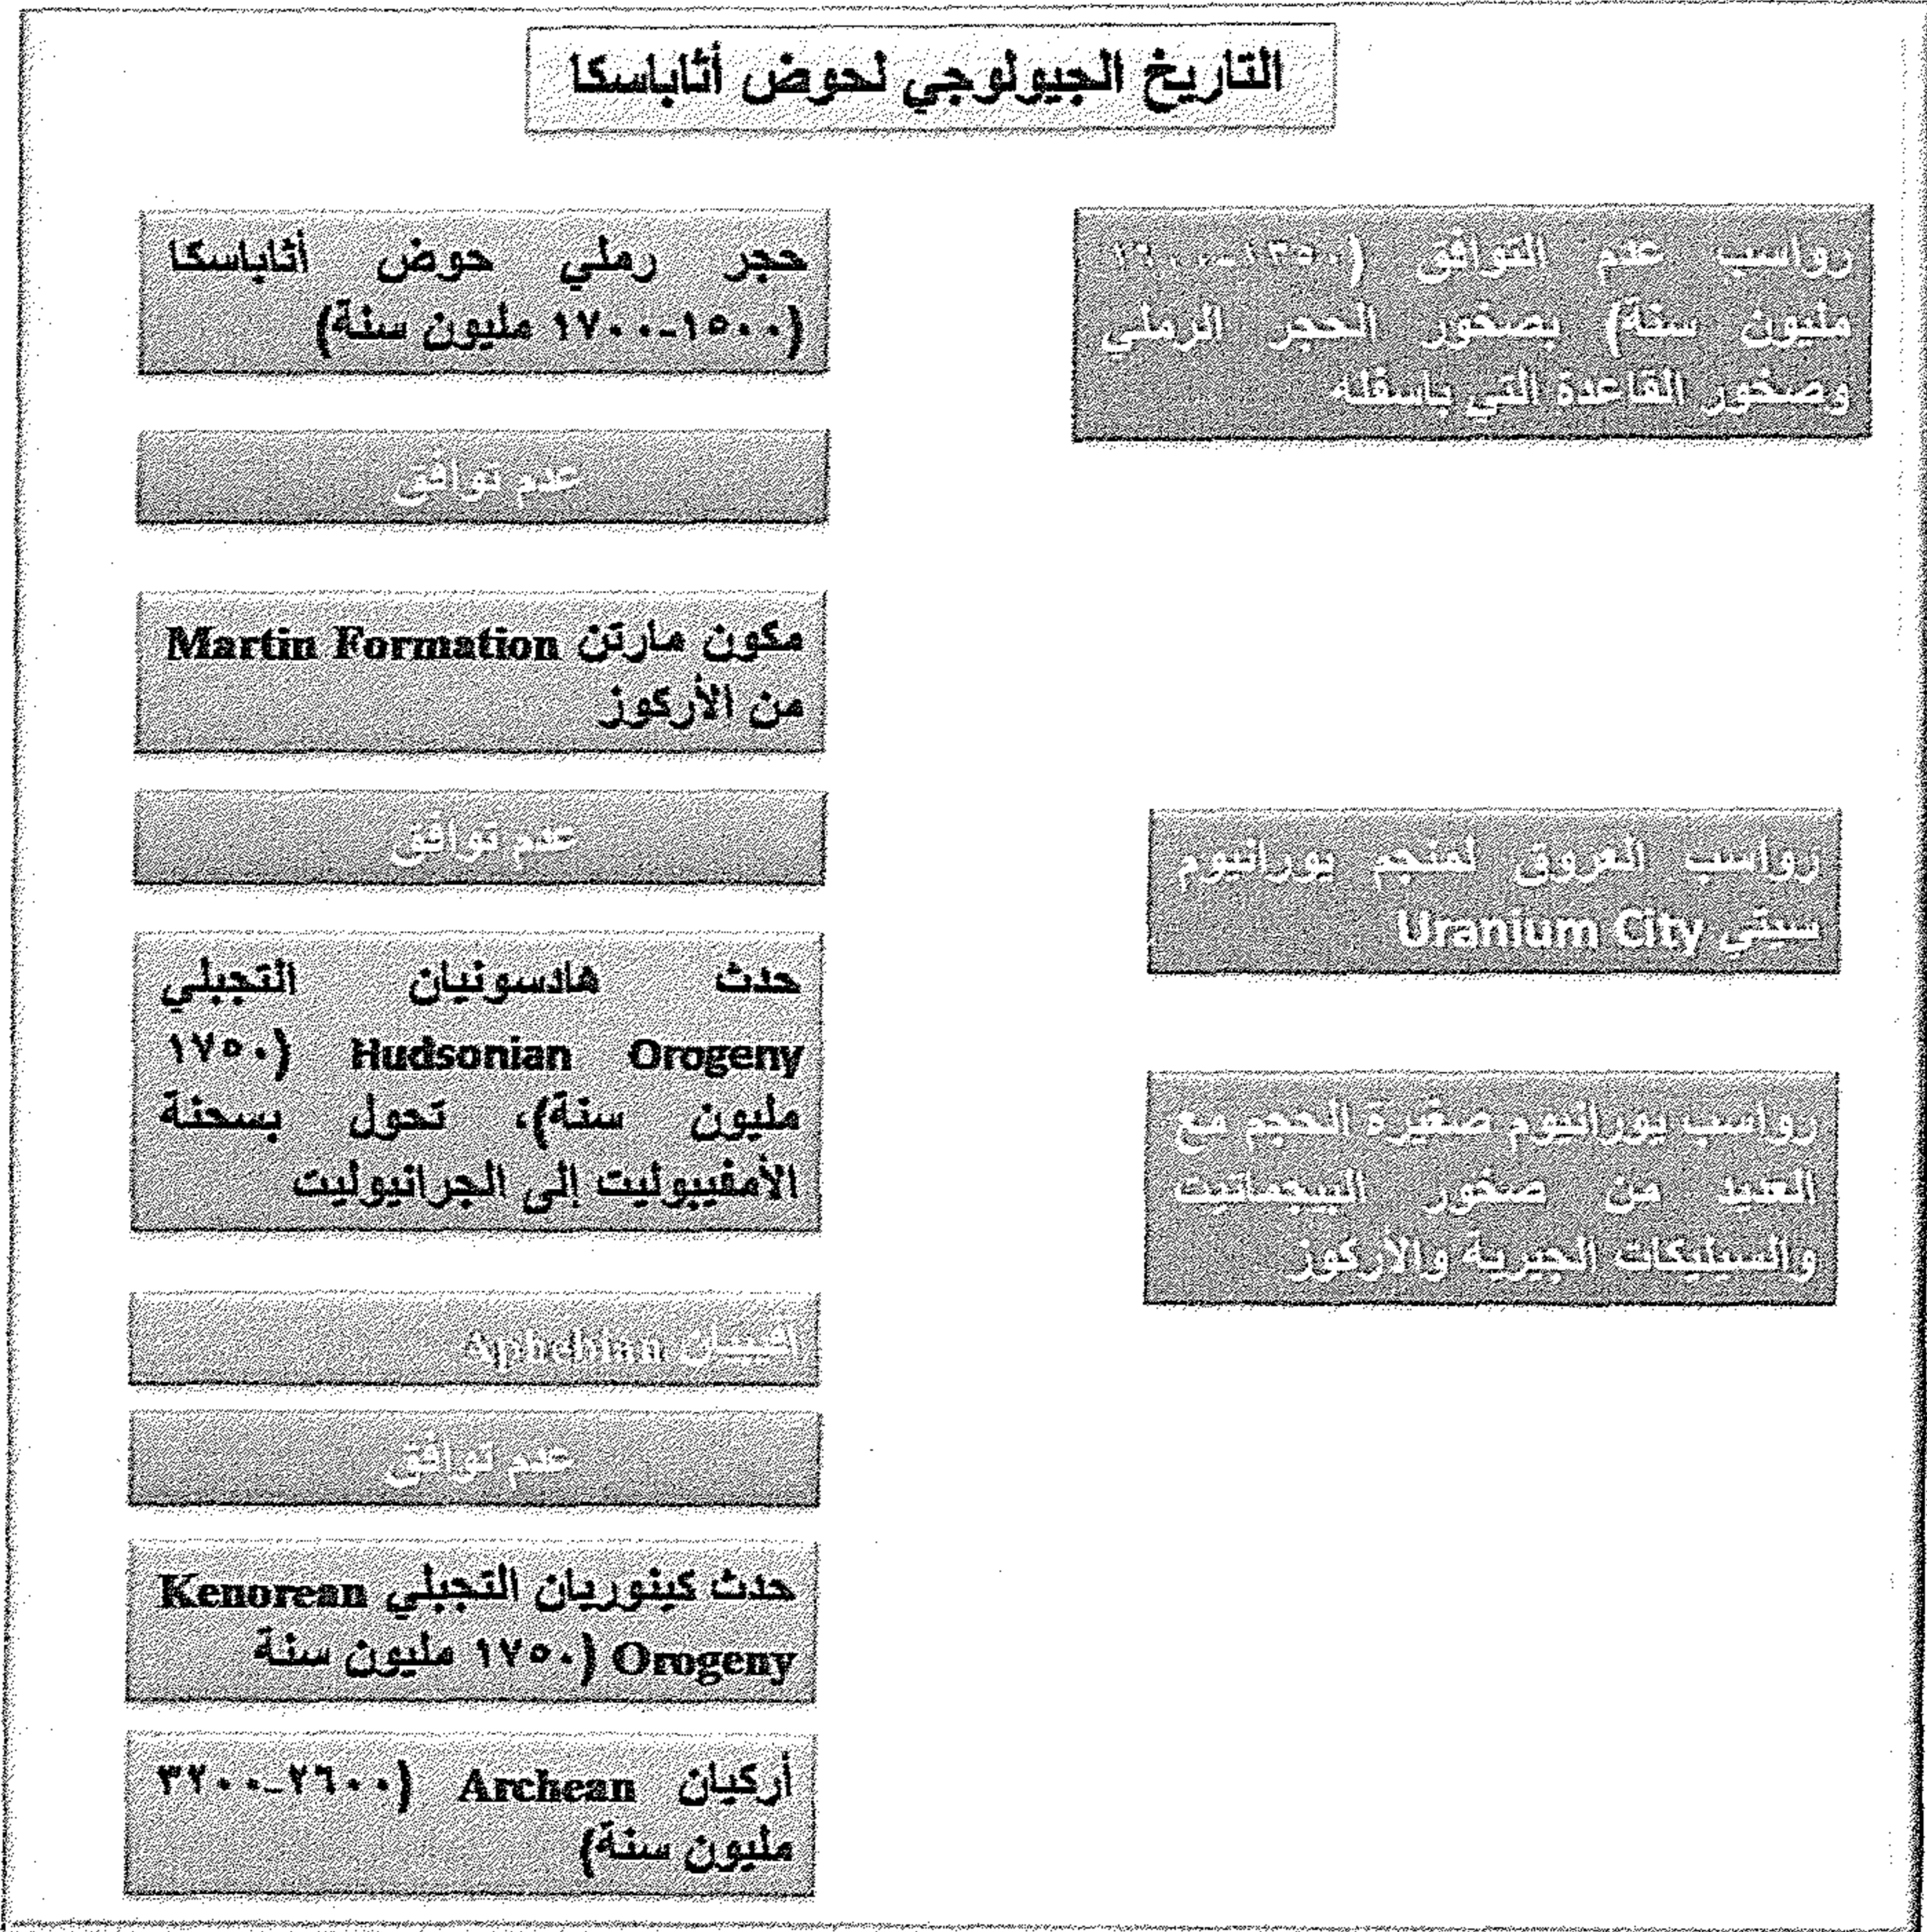 التاريخ الجيولوجي لحوض أثاباسكا
رواسب عدم التوافق (١٣٥٠-١٦٠٠
مليون سنة) بصخور الحجر الرملي
وصخور القاعدة التي بأسفله
حجر رملي حوض أثاباسكا
(١٥٠٠-١٧٠٠ مليون سنة)
عدم توافق
مكون مارتن Martin Formation
من الأركوز
عدم توافق
رواسب العروق لمنجم يورانيوم
سيتي Uranium City
حدث هادسونيان التجبلي
Hudsonian Orogeny (١٧٥٠
مليون سنة)، تحول بسحنة
الأمفيبوليت إلى الجرانيوليت
رواسب يورانيوم صغيرة الحجم مع
العديد من صخور البيجماتيت
والسيليكات الجيرية والأركوز
أفيبيان Aphebian
عدم توافق
حدث كينوريان التجبلي Kenorean
Orogeny (١٧٥٠ مليون سنة
أركيان Archean (٢٦٠٠-٣٢٠٠
مليون سنة)